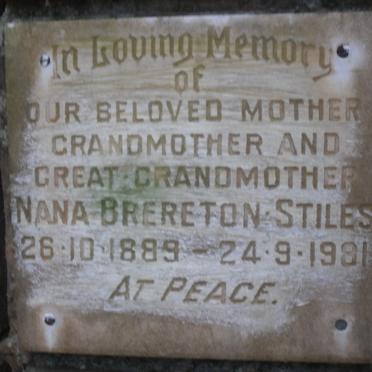 In Loving Memory
OF
OUR BELOVED MOTHER
GRANDMOTHER AND
GREAT GRANDMOTHER
NANA BRERETON-STILES
26·10·1889 — 24·9·1981
AT PEACE.